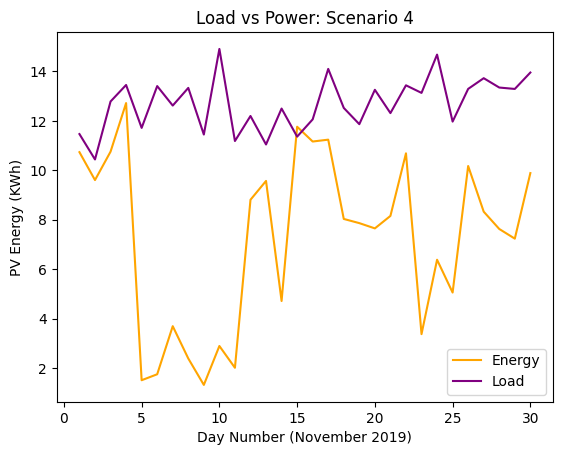 Load vs Power: Scenario 4
PV Energy (KWh)
14
12
10
8
6
4
2
0
5
10
15
20
25
30
Energy
Load
Day Number (November 2019)